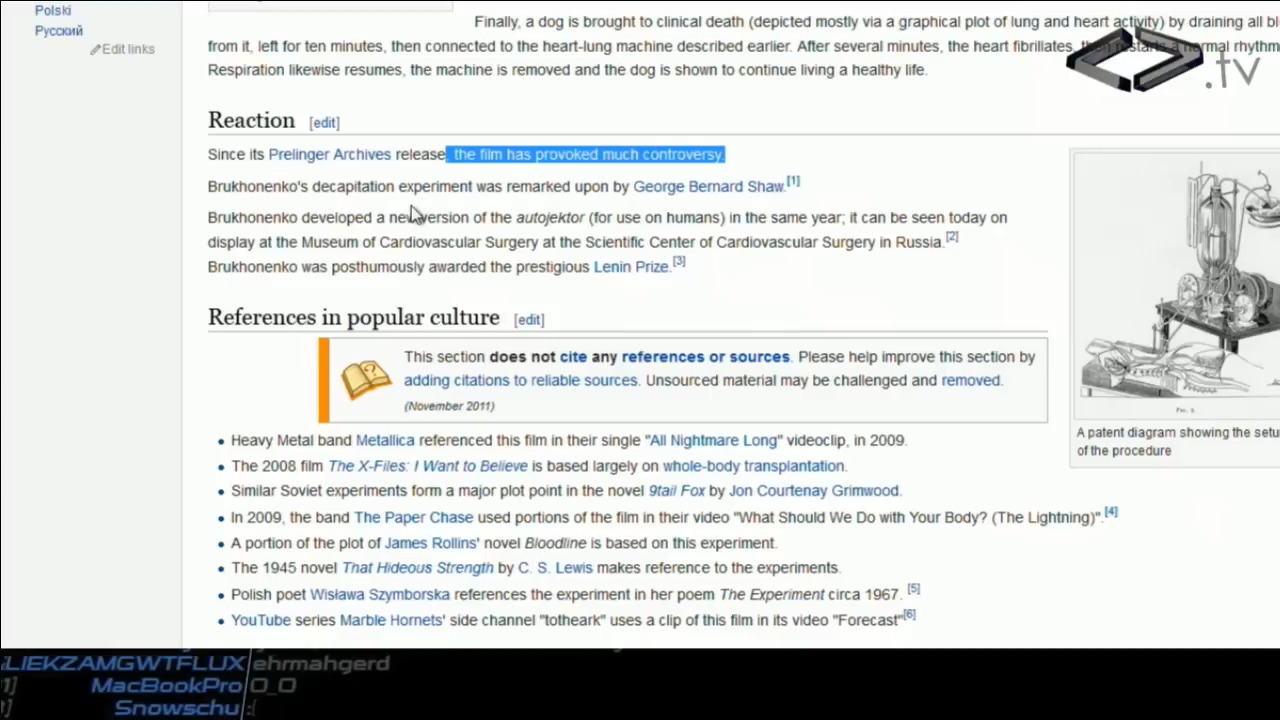 Polski
Русский
Edit links
Finally, a dog is brought to clinical death (depicted mostly via a graphical plot of lung and heart activity) by draining all
from it, left for ten minutes, then connected to the heart-lung machine described earlier. After several minutes, the heart fibrillates, then restarts a normal rhythm
Respiration likewise resumes, the machine is removed and the dog is shown to continue living a healthy life.
.tv
Reaction [edit]
Since its Prelinger Archives release, the film has provoked much controversy.
Brukhonenko's decapitation experiment was remarked upon by George Bernard Shaw.[1]
Brukhonenko developed a new version of the autojektor (for use on humans) in the same year; it can be seen today on
display at the Museum of Cardiovascular Surgery at the Scientific Center of Cardiovascular Surgery in Russia.[2]
Brukhonenko was posthumously awarded the prestigious Lenin Prize.[3]
FIG. 2.
A patent diagram showing the setu
of the procedure
References in popular culture [edit]
This section does not cite any references or sources. Please help improve this section by
adding citations to reliable sources. Unsourced material may be challenged and removed.
(November 2011)
Heavy Metal band Metallica referenced this film in their single "All Nightmare Long" videoclip, in 2009.
The 2008 film The X-Files: I Want to Believe is based largely on whole-body transplantation.
Similar Soviet experiments form a major plot point in the novel 9tail Fox by Jon Courtenay Grimwood.
In 2009, the band The Paper Chase used portions of the film in their video "What Should We Do with Your Body? (The Lightning)".[4]
A portion of the plot of James Rollins' novel Bloodline is based on this experiment.
The 1945 novel That Hideous Strength by C. S. Lewis makes reference to the experiments.
Polish poet Wisława Szymborska references the experiment in her poem The Experiment circa 1967. [5]
YouTube series Marble Hornets' side channel "totheark" uses a clip of this film in its video "Forecast"[6]
LIEKZAMGWTFLUX ehrmahgerd
1] MacBookPro O_O
] Snowschu :(